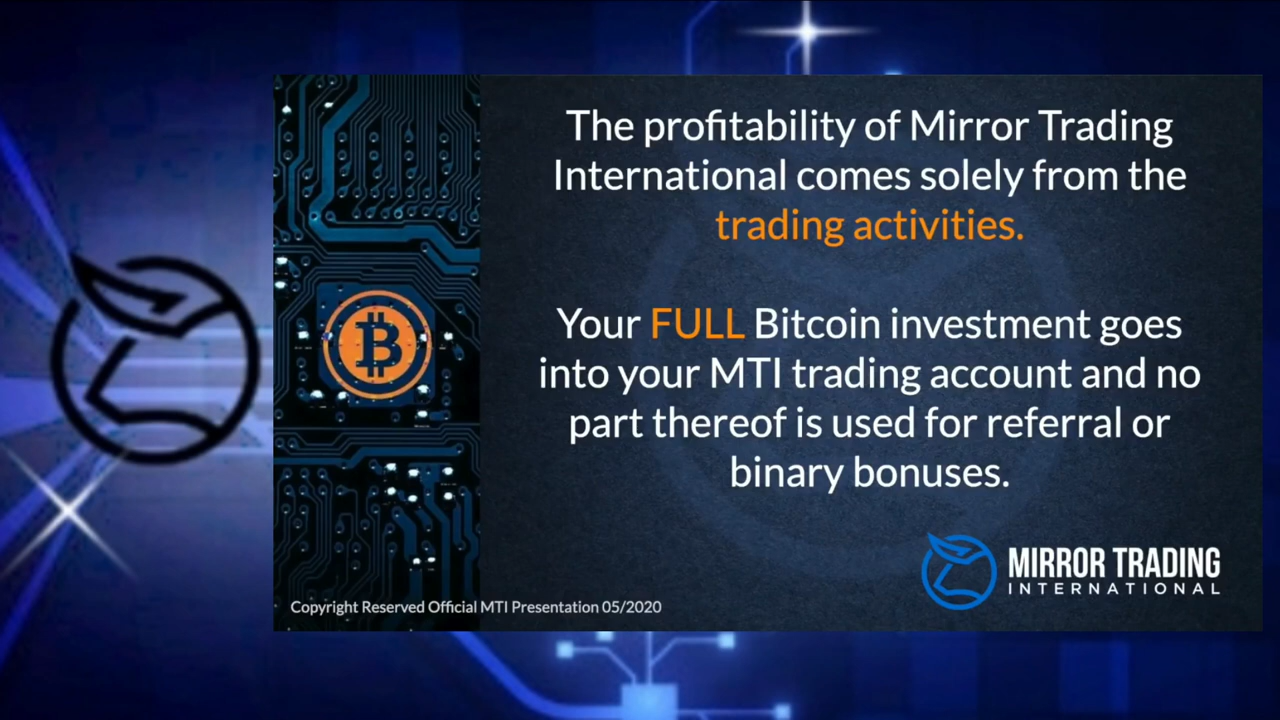 The profitability of Mirror Trading
International comes solely from the
trading activities.
Your FULL Bitcoin investment goes
into your MTI trading account and no
part thereof is used for referral or
binary bonuses.
MIRROR TRADING
INTERNATIONAL
Copyright Reserved Official MTI Presentation 05/2020